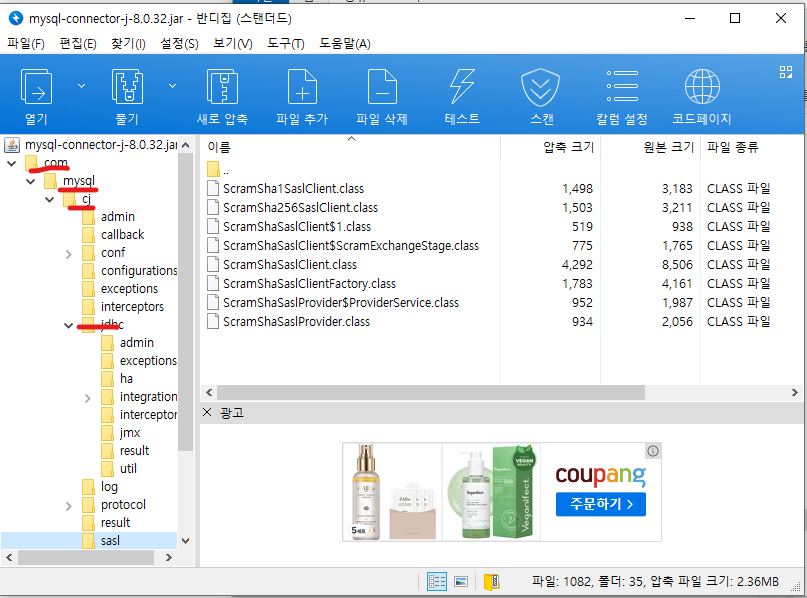 mysql-connector-j-8.0.32.jar - 반디집 (스탠더드)
파일(F) 편집(E) 찾기(I) 설정(S) 보기(V) 도구(T) 도움말(A)
열기 풀기 새로 압축 파일 추가 파일 삭제 테스트 스캔 칼럼 설정 코드페이지
mysql-connector-j-8.0.32.jar
com
mysql
cj
admin
callback
conf
configurations
exceptions
interceptors
jdbc
admin
exceptions
ha
integration
interceptor
jmx
result
util
log
protocol
result
sasl
이름 압축 크기 원본 크기 파일 종류
..
ScramSha1SaslClient.class 1,498 3,183 CLASS 파일
ScramSha256SaslClient.class 1,503 3,211 CLASS 파일
ScramShaSaslClient$1.class 519 938 CLASS 파일
ScramShaSaslClient$ScramExchangeStage.class 775 1,765 CLASS 파일
ScramShaSaslClient.class 4,292 8,506 CLASS 파일
ScramShaSaslClientFactory.class 1,783 4,161 CLASS 파일
ScramShaSaslProvider$ProviderService.class 952 1,987 CLASS 파일
ScramShaSaslProvider.class 934 2,056 CLASS 파일
광고
5세트
Veganifect.
Veganifect.
VEGAN
BEAUTY
coupang
주문하기 >
파일: 1082, 폴더: 35, 압축 파일 크기: 2.36MB